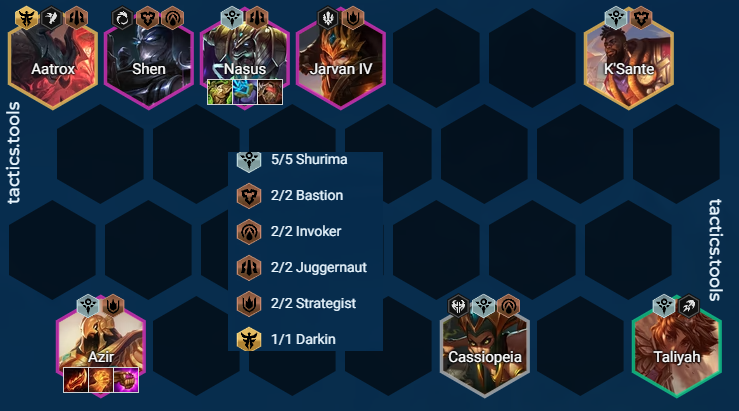 Aatrox
Shen
Nasus
Jarvan IV
K'Sante
tactics.tools
5/5 Shurima
2/2 Bastion
2/2 Invoker
2/2 Juggernaut
2/2 Strategist
1/1 Darkin
tactics.tools
Azir
Cassiopeia
Taliyah